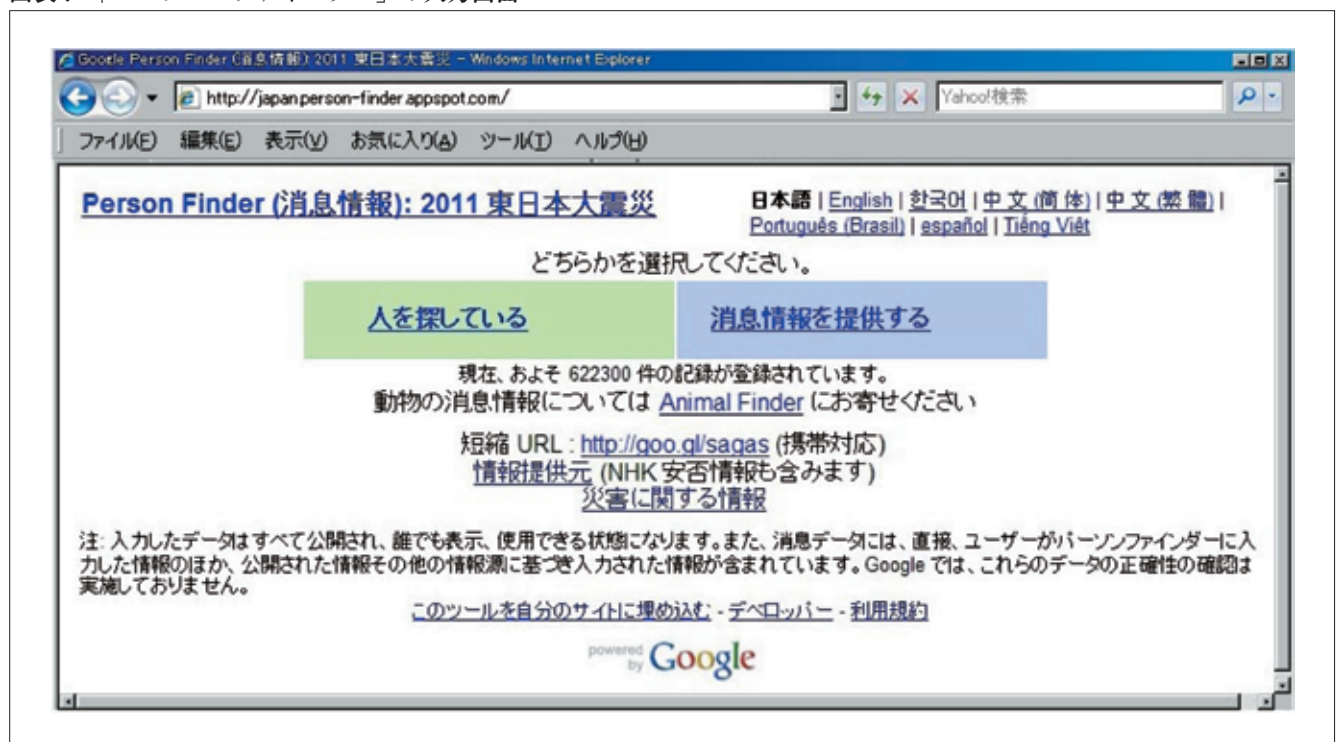 Google Person Finder (消息情報): 2011 東日本大震災 - Windows Internet Explorer
http://japan.person-finder.appspot.com/
Yahoo!検索
ファイル(F) 編集(E) 表示(V) お気に入り(A) ツール(T) ヘルプ(H)
Person Finder (消息情報): 2011 東日本大震災
日本語 | English | 한국어 | 中 文 (简 体) | 中 文 (繁 體) |
Português (Brasil) | español | Tiếng Việt
どちらかを選択してください。
人を探している
消息情報を提供する
現在、およそ 622300 件の記録が登録されています。
動物の消息情報については Animal Finder にお寄せください
短縮 URL : http://goo.gl/sagas (携帯対応)
情報提供元 (NHK 安否情報も含みます)
災害に関する情報
注: 入力したデータはすべて公開され、誰でも表示、使用できる状態になります。また、消息データには、直接、ユーザーがパーソンファインダーに入
力した情報のほか、公開された情報その他の情報源に基づき入力された情報が含まれています。Google では、これらのデータの正確性の確認は
実施しておりません。
このツールを自分のサイトに埋め込む - デベロッパー - 利用規約
powered
by Google